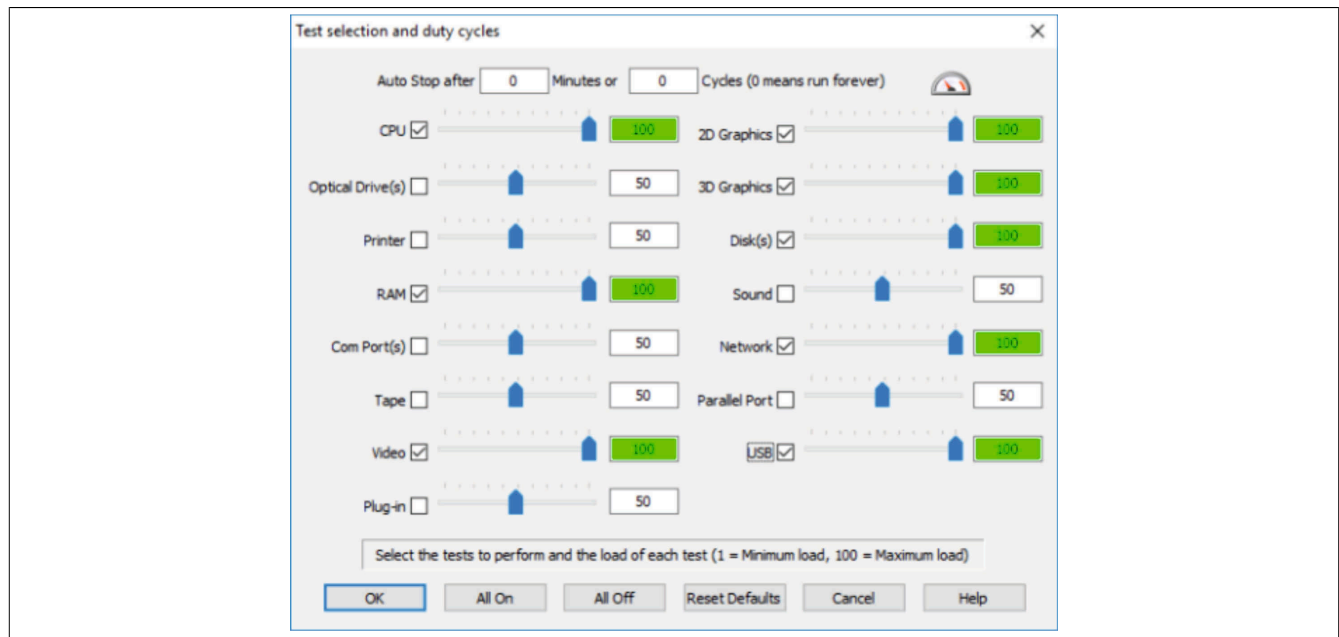 Test selection and duty cycles
Auto Stop after 0 Minutes or 0 Cycles (0 means run forever)
CPU 100 2D Graphics 100
Optical Drive(s) 50 3D Graphics 100
Printer 50 Disk(s) 100
RAM 100 Sound 50
Com Port(s) 50 Network 100
Tape 50 Parallel Port 50
Video 100 USB 100
Plug-in 50
Select the tests to perform and the load of each test (1 = Minimum load, 100 = Maximum load)
OK All On All Off Reset Defaults Cancel Help